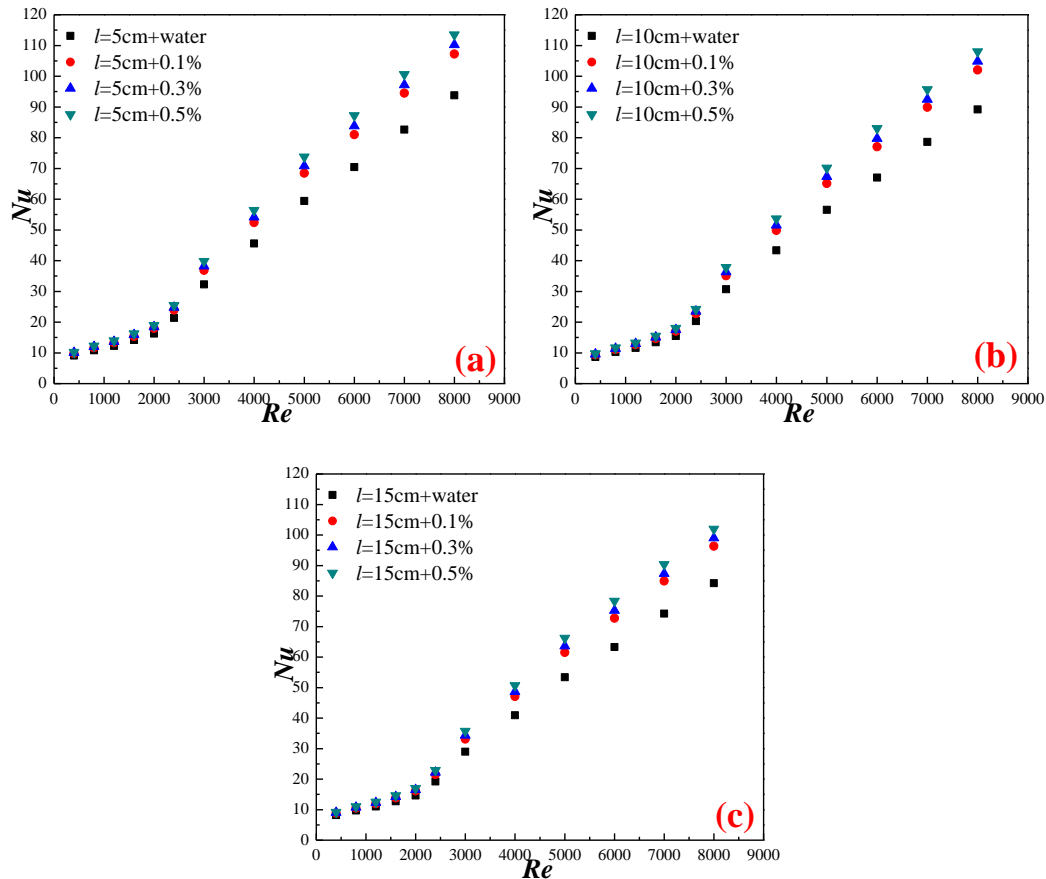 120
110
100
90
80
70
60
50
40
30
20
10
0
Nu
l=5cm+water
l=5cm+0.1%
l=5cm+0.3%
l=5cm+0.5%
(a)
0 1000 2000 3000 4000 5000 6000 7000 8000 9000
Re
120
110
100
90
80
70
60
50
40
30
20
10
0
Nu
l=10cm+water
l=10cm+0.1%
l=10cm+0.3%
l=10cm+0.5%
(b)
0 1000 2000 3000 4000 5000 6000 7000 8000 9000
Re
120
110
100
90
80
70
60
50
40
30
20
10
0
Nu
l=15cm+water
l=15cm+0.1%
l=15cm+0.3%
l=15cm+0.5%
(c)
0 1000 2000 3000 4000 5000 6000 7000 8000 9000
Re